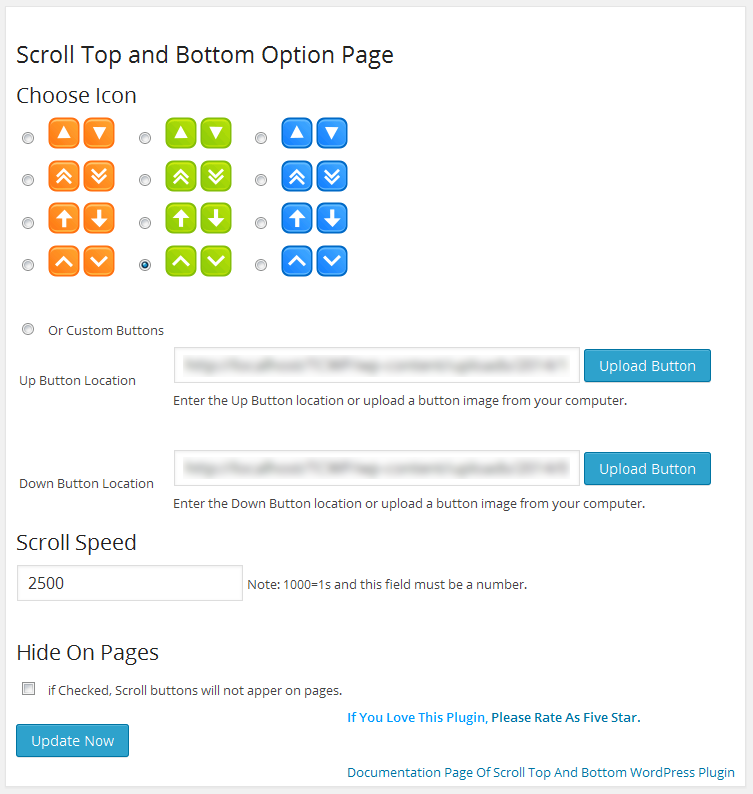 Scroll Top and Bottom Option Page
Choose Icon
Or Custom Buttons
Up Button Location
Upload Button
Enter the Up Button location or upload a button image from your computer.
Down Button Location
Upload Button
Enter the Down Button location or upload a button image from your computer.
Scroll Speed
2500 Note: 1000=1s and this field must be a number.
Hide On Pages
if Checked, Scroll buttons will not apper on pages.
If You Love This Plugin, Please Rate As Five Star.
Update Now
Documentation Page Of Scroll Top And Bottom WordPress Plugin